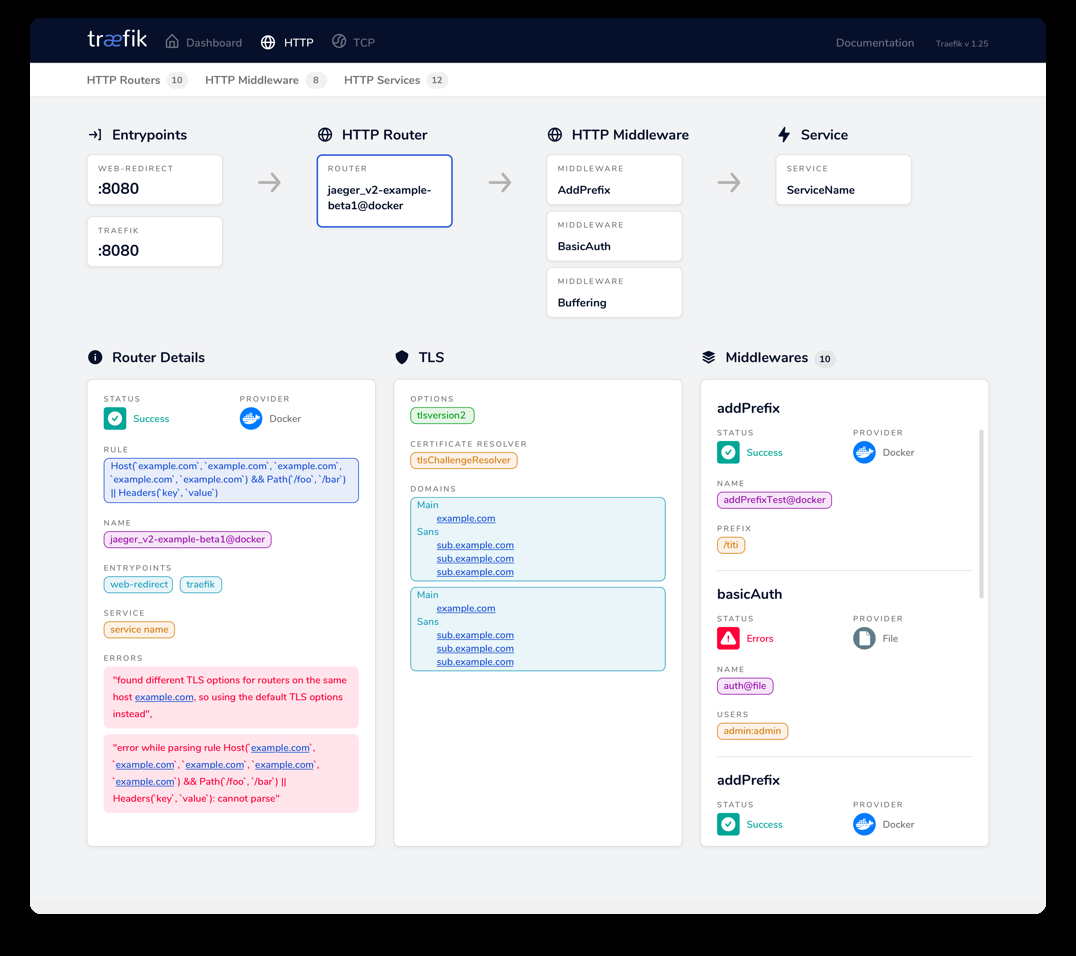 træfik Dashboard HTTP TCP Documentation Traefik v 1.25
HTTP Routers 10 HTTP Middleware 8 HTTP Services 12
Entrypoints
WEB-REDIRECT
:8080
TRAEFIK
:8080
HTTP Router
ROUTER
jaeger_v2-example-
beta1@docker
HTTP Middleware
MIDDLEWARE
AddPrefix
MIDDLEWARE
BasicAuth
MIDDLEWARE
Buffering
Service
SERVICE
ServiceName
Router Details
STATUS PROVIDER
Success Docker
RULE
Host(`example.com`, `example.com`, `example.com`,
`example.com`, `example.com`) && Path(`/foo`, `/bar`)
|| Headers(`key`, `value`)
NAME
jaeger_v2-example-beta1@docker
ENTRYPOINTS
web-redirect traefik
SERVICE
service name
ERRORS
"found different TLS options for routers on the same
host example.com, so using the default TLS options
instead",
"error while parsing rule Host(`example.com`,
`example.com`, `example.com`, `example.com`,
`example.com`) && Path(`/foo`, `/bar`) ||
Headers(`key`, `value`): cannot parse"
TLS
OPTIONS
tlsversion2
CERTIFICATE RESOLVER
tlsChallengeResolver
DOMAINS
Main
example.com
Sans
sub.example.com
sub.example.com
sub.example.com
Main
example.com
Sans
sub.example.com
sub.example.com
sub.example.com
Middlewares 10
addPrefix
STATUS PROVIDER
Success Docker
NAME
addPrefixTest@docker
PREFIX
/titi
basicAuth
STATUS PROVIDER
Errors File
NAME
auth@file
USERS
admin:admin
addPrefix
STATUS PROVIDER
Success Docker